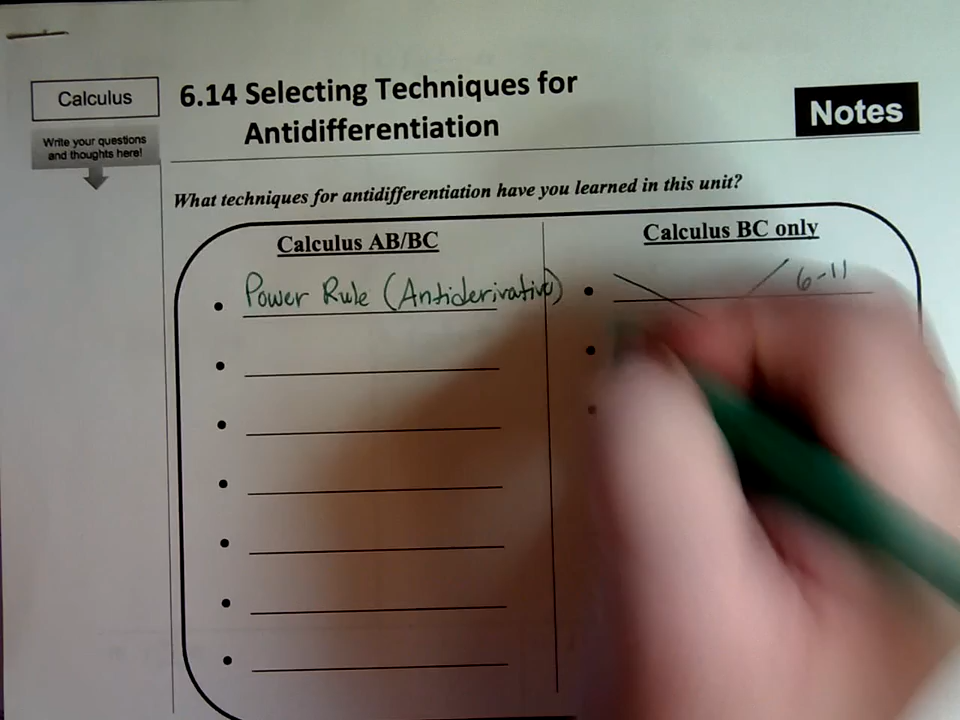 Calculus
6.14 Selecting Techniques for
Antidifferentiation
Notes
Write your questions
and thoughts here!
What techniques for antidifferentiation have you learned in this unit?
Calculus AB/BC
Calculus BC only
Power Rule (Antiderivative)
6-11